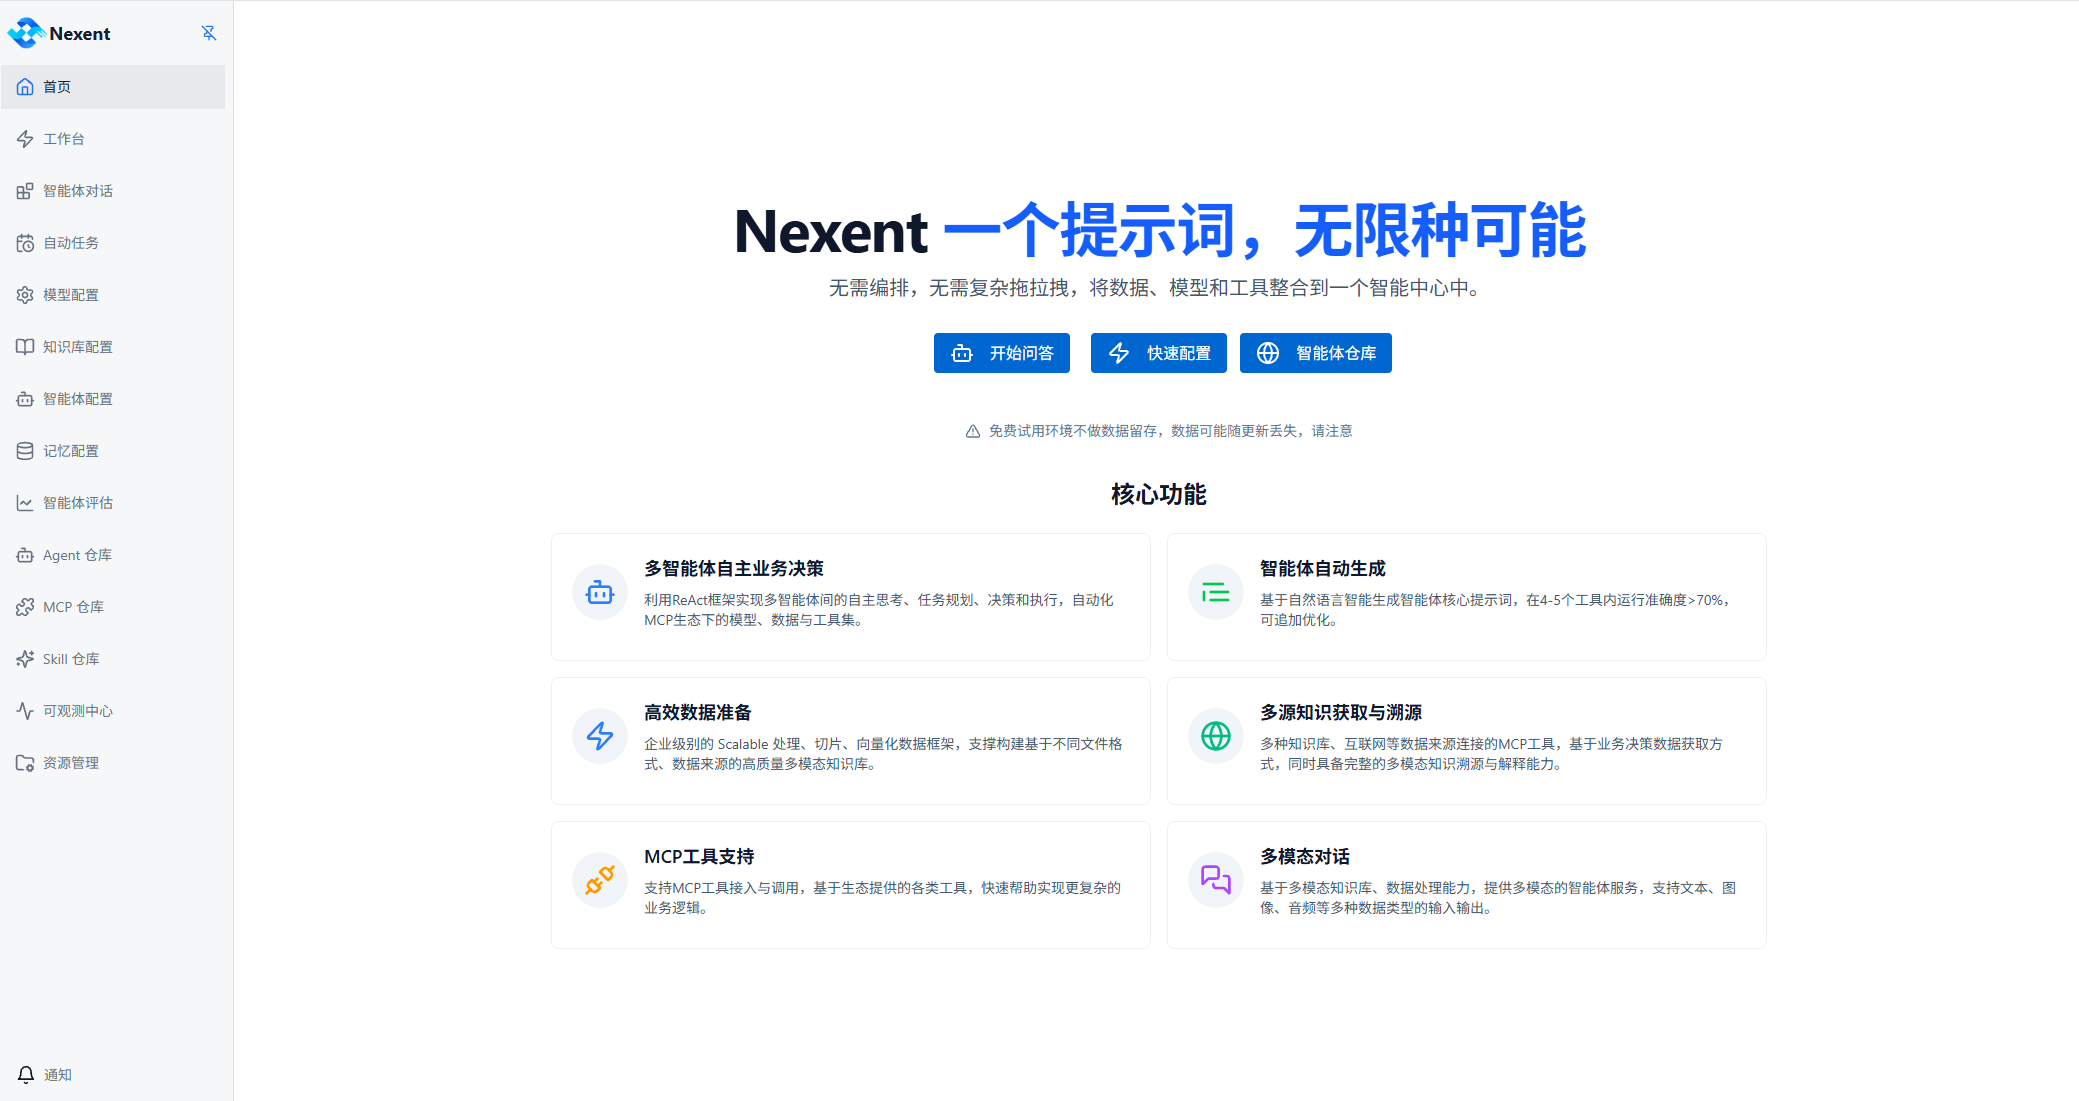 Nexent
首页
工作台
智能体对话
自动任务
模型配置
知识库配置
智能体配置
记忆配置
智能体评估
Agent 仓库
MCP 仓库
Skill 仓库
可观测中心
资源管理
通知
Nexent 一个提示词，无限种可能
无需编排，无需复杂拖拉拽，将数据、模型和工具整合到一个智能中心中。
开始问答
快速配置
智能体仓库
免费试用环境不做数据留存，数据可能随更新丢失，请注意
核心功能
多智能体自主业务决策
利用ReAct框架实现多智能体间的自主思考、任务规划、决策和执行，自动化
MCP生态下的模型、数据与工具集。
智能体自动生成
基于自然语言智能生成智能体核心提示词，在4-5个工具内运行准确度>70%，
可追加优化。
高效数据准备
企业级别的 Scalable 处理、切片、向量化数据框架，支撑构建基于不同文件格
式、数据来源的高质量多模态知识库。
多源知识获取与溯源
多种知识库、互联网等数据来源连接的MCP工具，基于业务决策数据获取方
式，同时具备完整的多模态知识溯源与解释能力。
MCP工具支持
支持MCP工具接入与调用，基于生态提供的各类工具，快速帮助实现更复杂的
业务逻辑。
多模态对话
基于多模态知识库、数据处理能力，提供多模态的智能体服务，支持文本、图
像、音频等多种数据类型的输入输出。